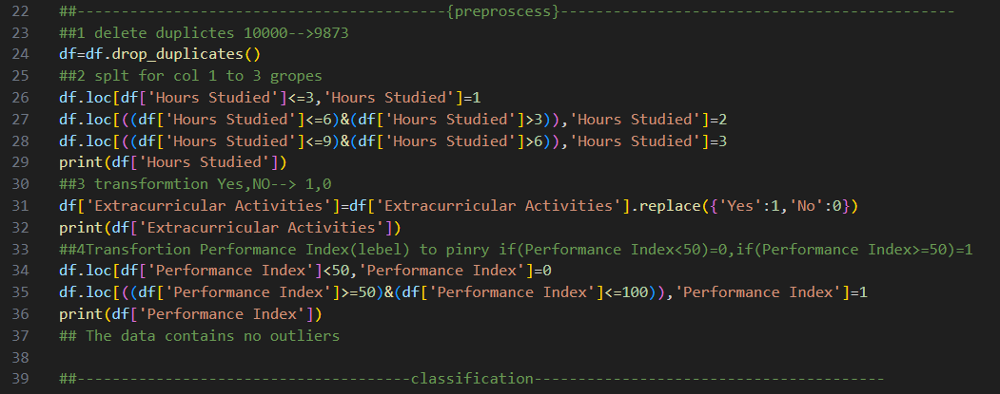 22 ##------------------------------------------{preproscess}---------------------------------------------
23 ##1 delete duplictes 10000-->9873
24 df=df.drop_duplicates()
25 ##2 splt for col 1 to 3 gropes
26 df.loc[df['Hours Studied']<=3,'Hours Studied']=1
27 df.loc[((df['Hours Studied']<=6)&(df['Hours Studied']>3)),'Hours Studied']=2
28 df.loc[((df['Hours Studied']<=9)&(df['Hours Studied']>6)),'Hours Studied']=3
29 print(df['Hours Studied'])
30 ##3 transformtion Yes,NO--> 1,0
31 df['Extracurricular Activities']=df['Extracurricular Activities'].replace({'Yes':1,'No':0})
32 print(df['Extracurricular Activities'])
33 ##4Transfortion Performance Index(lebel) to pinry if(Performance Index<50)=0,if(Performance Index>=50)=1
34 df.loc[df['Performance Index']<50,'Performance Index']=0
35 df.loc[((df['Performance Index']>=50)&(df['Performance Index']<=100)),'Performance Index']=1
36 print(df['Performance Index'])
37 ## The data contains no outliers
38
39 ##--------------------------------------classification----------------------------------------